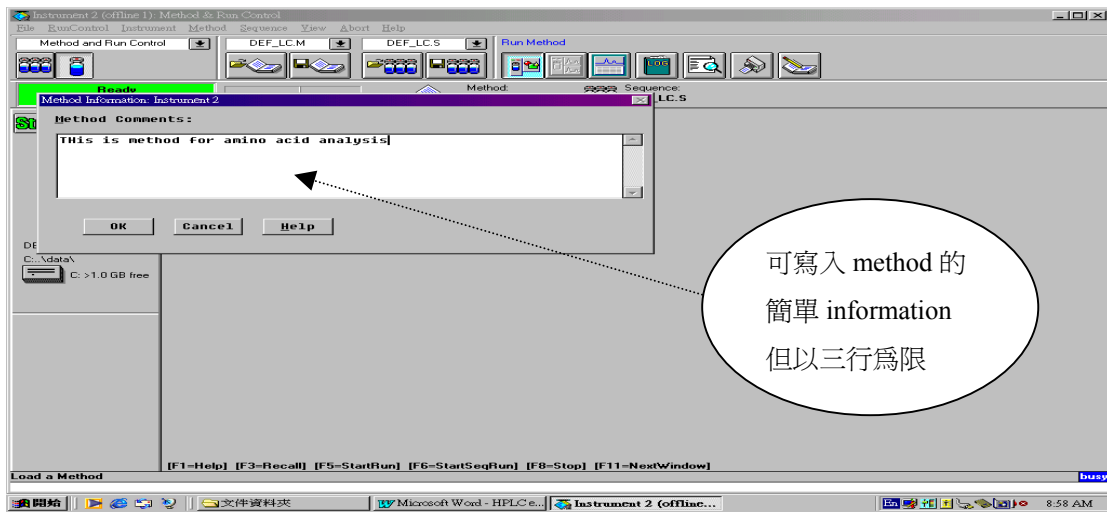 Instrument 2 (offline 1): Method & Run Control
File RunControl Instrument Method Sequence View Abort Help
Method and Run Control DEF_LC.M DEF_LC.S Run Method
Ready Method: Sequence:
LC.S
Method Information: Instrument 2
Method Comments:
THis is method for amino acid analysis
OK Cancel Help
C:..\data\
C: >1.0 GB free
可寫入 method 的
簡單 information
但以三行為限
[F1=Help] [F3=Recall] [F5=StartRun] [F6=StartSeqRun] [F8=Stop] [F11=NextWindow]
Load a Method busy
開始 文件資料夾 Microsoft Word - HPLC e... Instrument 2 (offline... En 8:58 AM